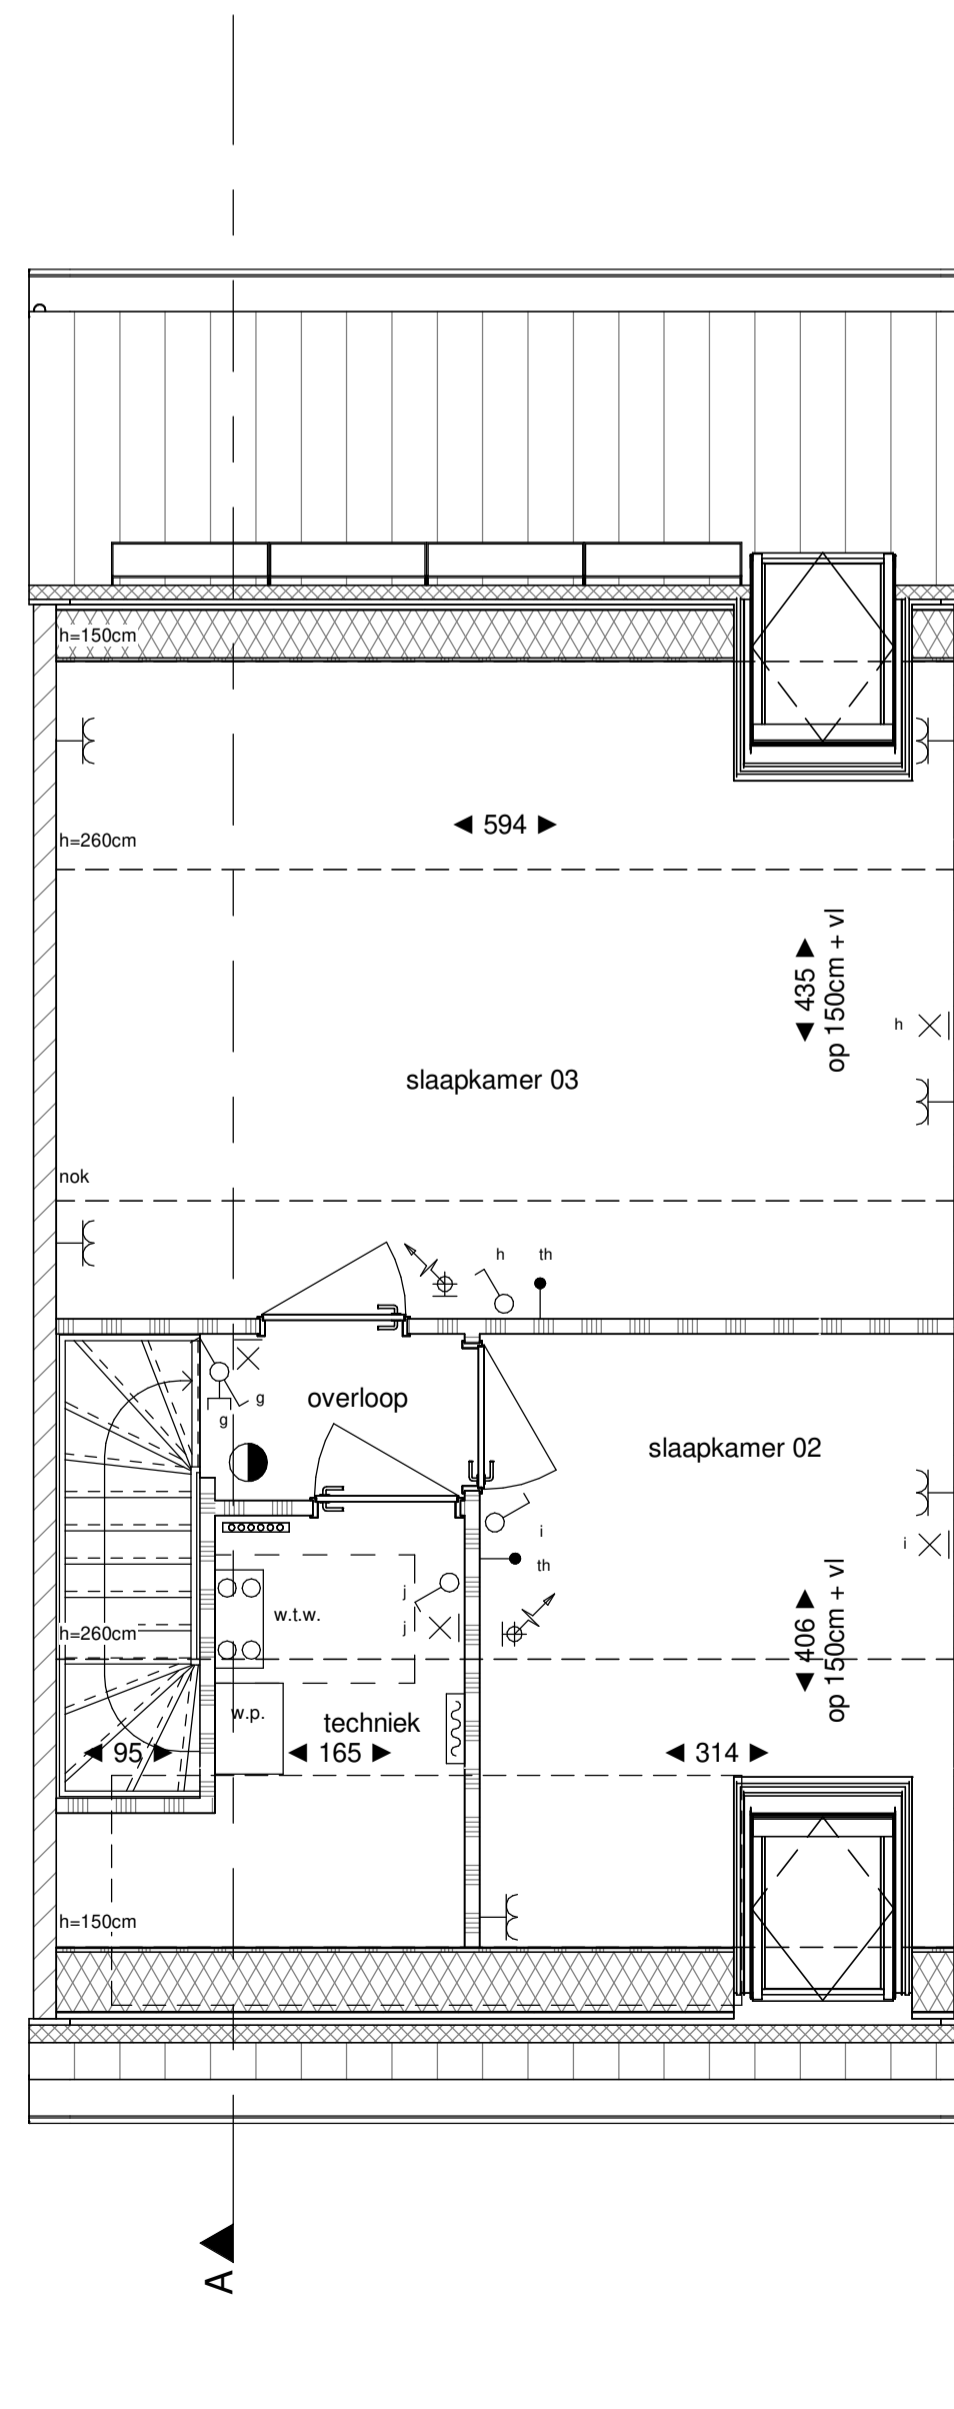 h=150cm
◄ 594 ►
h=260cm
◄ 435 ►
op 150cm + vl
h
slaapkamer 03
nok
h
th
overloop
g
g
slaapkamer 02
i
th
i
j
j
w.t.w.
h=260cm
◄ 406 ►
op 150cm + vl
w.p.
techniek
◄ 95 ►
◄ 165 ►
◄ 314 ►
h=150cm
A